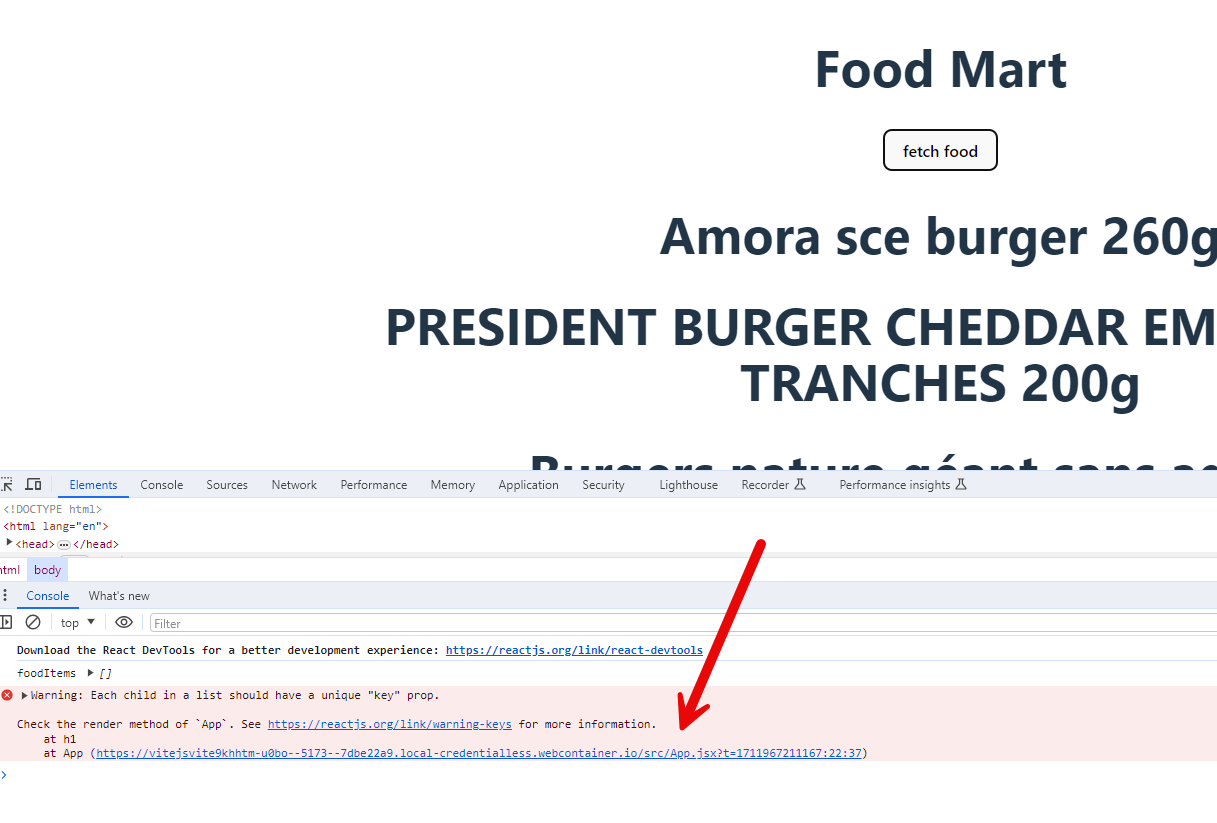 Food Mart
fetch food
Amora sce burger 260g
PRESIDENT BURGER CHEDDAR EM
TRANCHES 200g
Burgers nature géant sans
Elements Console Sources Network Performance Memory Application Security Lighthouse Recorder Performance insights
<!DOCTYPE html>
<html lang="en">
<head> </head>
html body
Console What's new
top Filter
Download the React DevTools for a better development experience: https://reactjs.org/link/react-devtools
foodItems []
Warning: Each child in a list should have a unique "key" prop.
Check the render method of `App`. See https://reactjs.org/link/warning-keys for more information.
at h1
at App (https://vitejsvite9khhtm-u0bo--5173--7dbe22a9.local-credentialless.webcontainer.io/src/App.jsx?t=1711967211167:22:37)